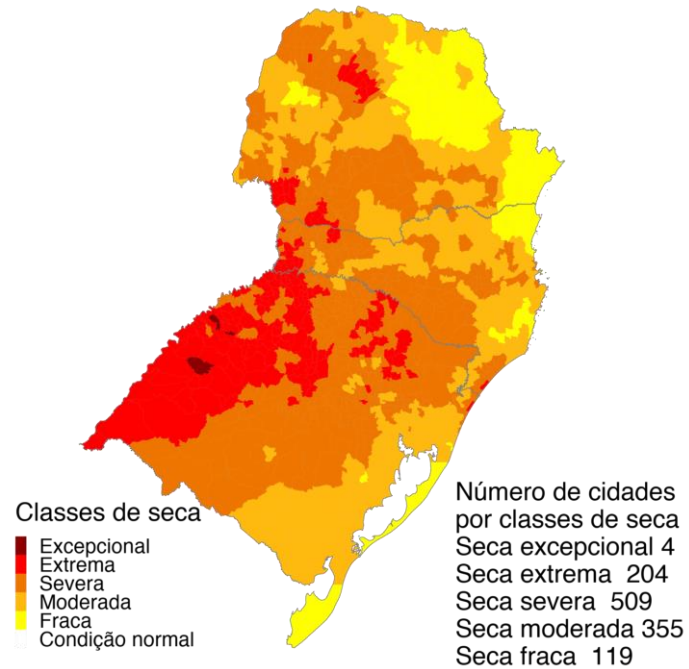 Classes de seca
Excepcional
Extrema
Severa
Moderada
Fraca
Condição normal
Número de cidades
por classes de seca
Seca excepcional 4
Seca extrema 204
Seca severa 509
Seca moderada 355
Seca fraca 119